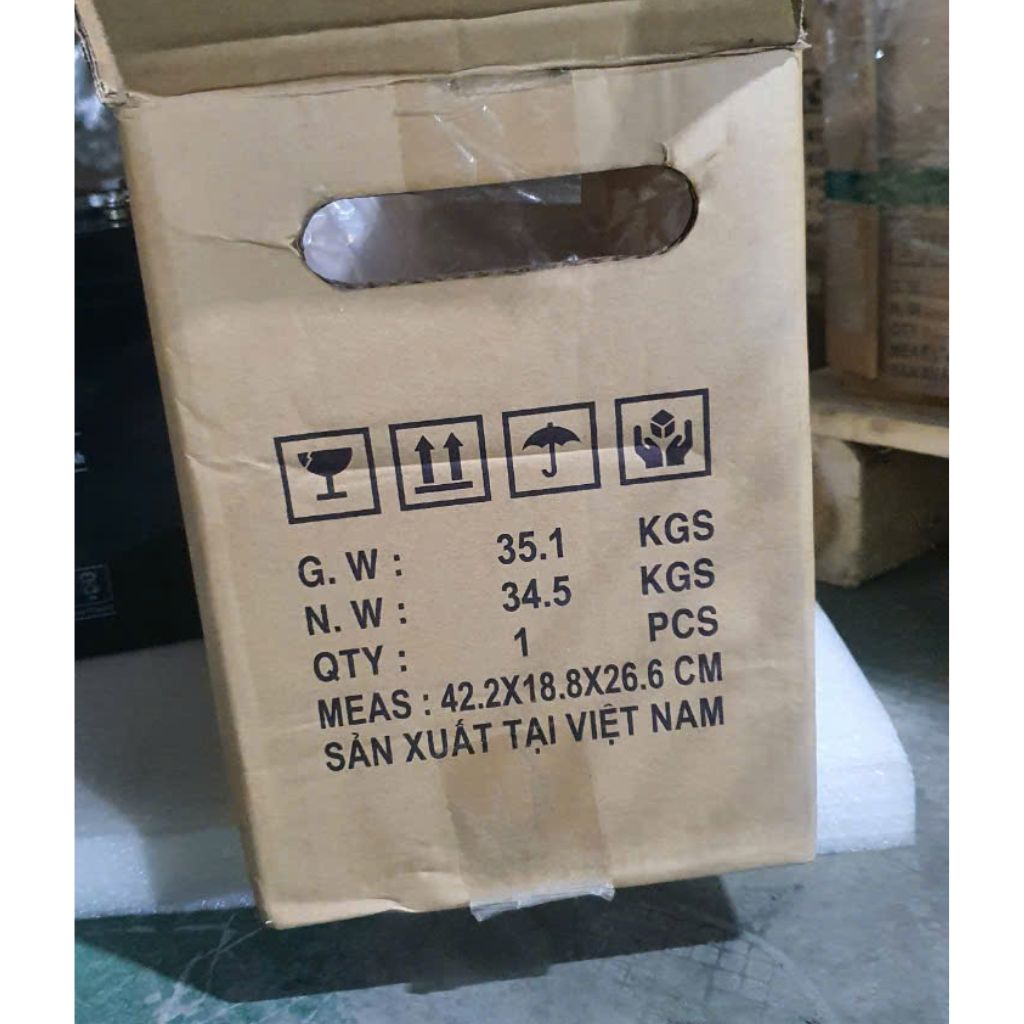 G. W : 35.1 KGS
N. W : 34.5 KGS
QTY : 1 PCS
MEAS : 42.2X18.8X26.6 CM
SẢN XUẤT TẠI VIỆT NAM